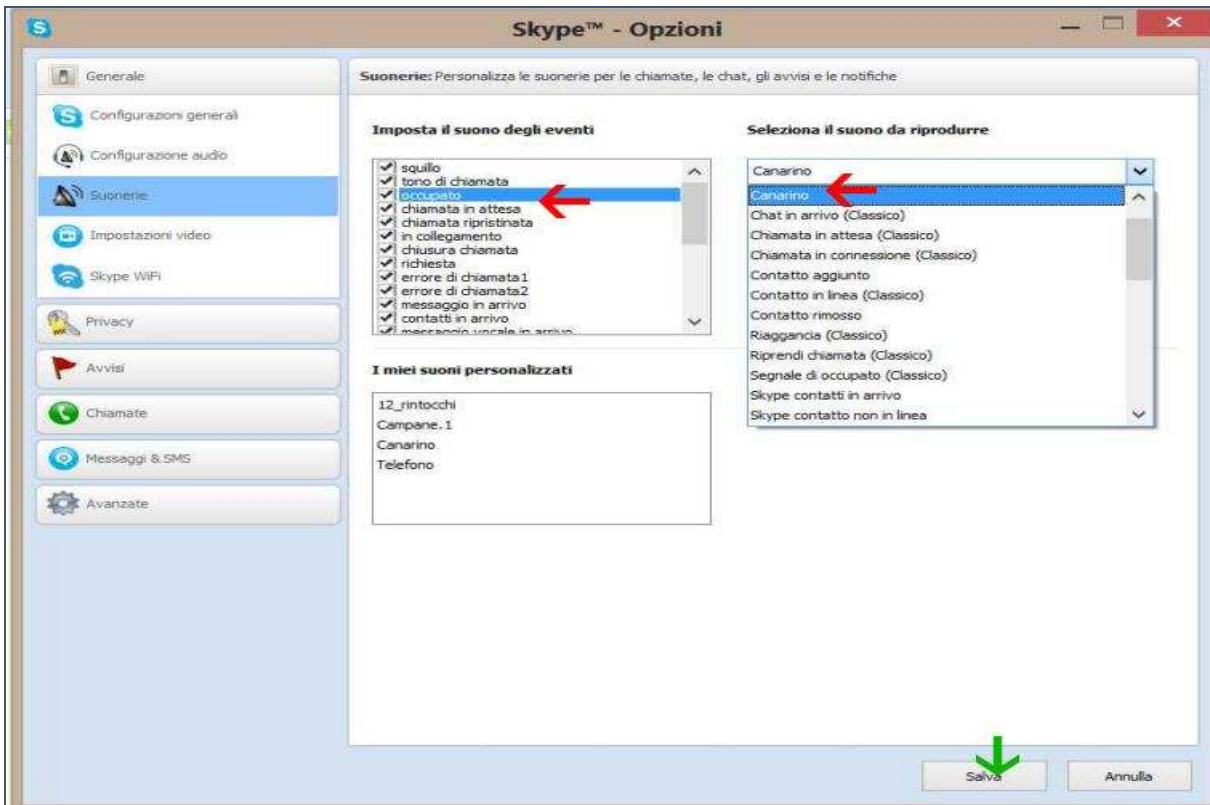 Skype™ - Opzioni
Generale
Configurazioni generali
Configurazione audio
Suonerie
Impostazioni video
Skype WiFi
Privacy
Avvisi
Chiamate
Messaggi & SMS
Avanzate
Suonerie: Personalizza le suonerie per le chiamate, le chat, gli avvisi e le notifiche
Imposta il suono degli eventi
squillo
tono di chiamata
occupato
chiamata in attesa
chiamata ripristinata
in collegamento
chiusura chiamata
richiesta
errore di chiamata1
errore di chiamata2
messaggio in arrivo
contatti in arrivo
messaggio vocale in arrivo
Seleziona il suono da riprodurre
Canarino
Canarino
Chat in arrivo (Classico)
Chiamata in attesa (Classico)
Chiamata in connessione (Classico)
Contatto aggiunto
Contatto in linea (Classico)
Contatto rimosso
Riaggancia (Classico)
Riprendi chiamata (Classico)
Segnale di occupato (Classico)
Skype contatti in arrivo
Skype contatto non in linea
I miei suoni personalizzati
12_rintocchi
Campane.1
Canarino
Telefono
Salva
Annulla